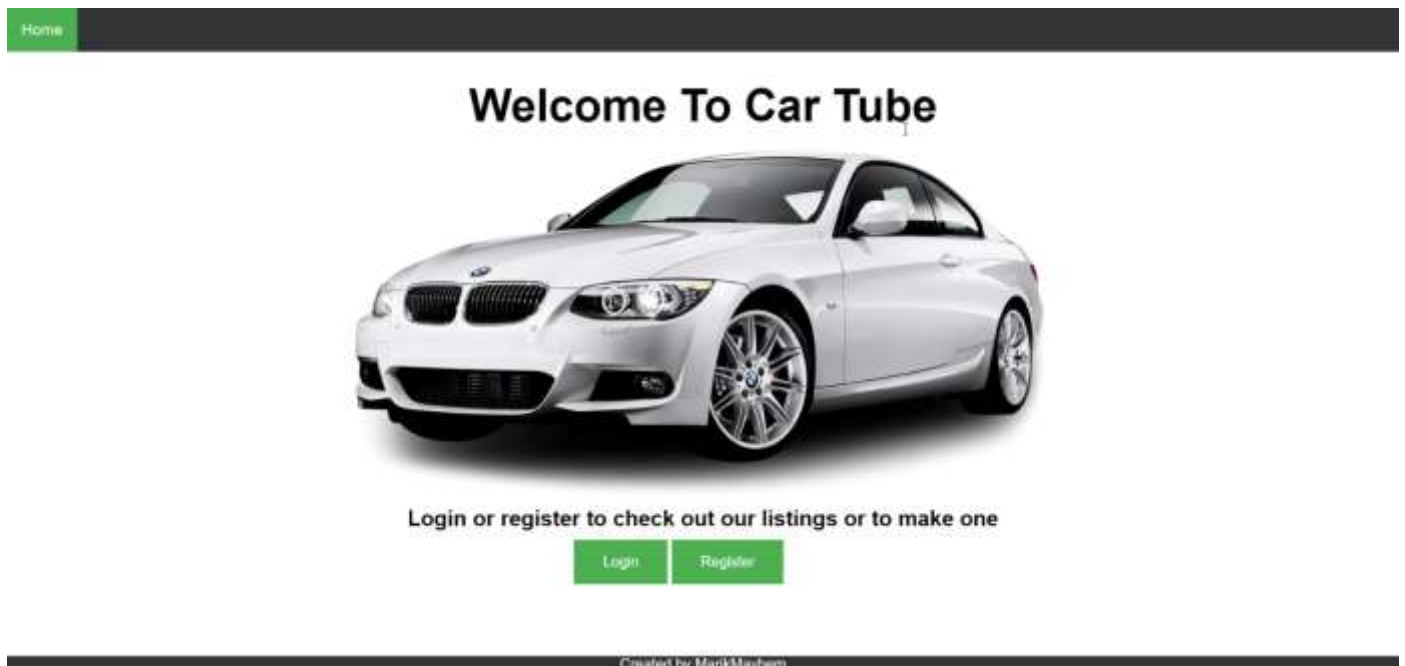 Home
Welcome To Car Tube
Login or register to check out our listings or to make one
Login Register
Created by MarikMayhem